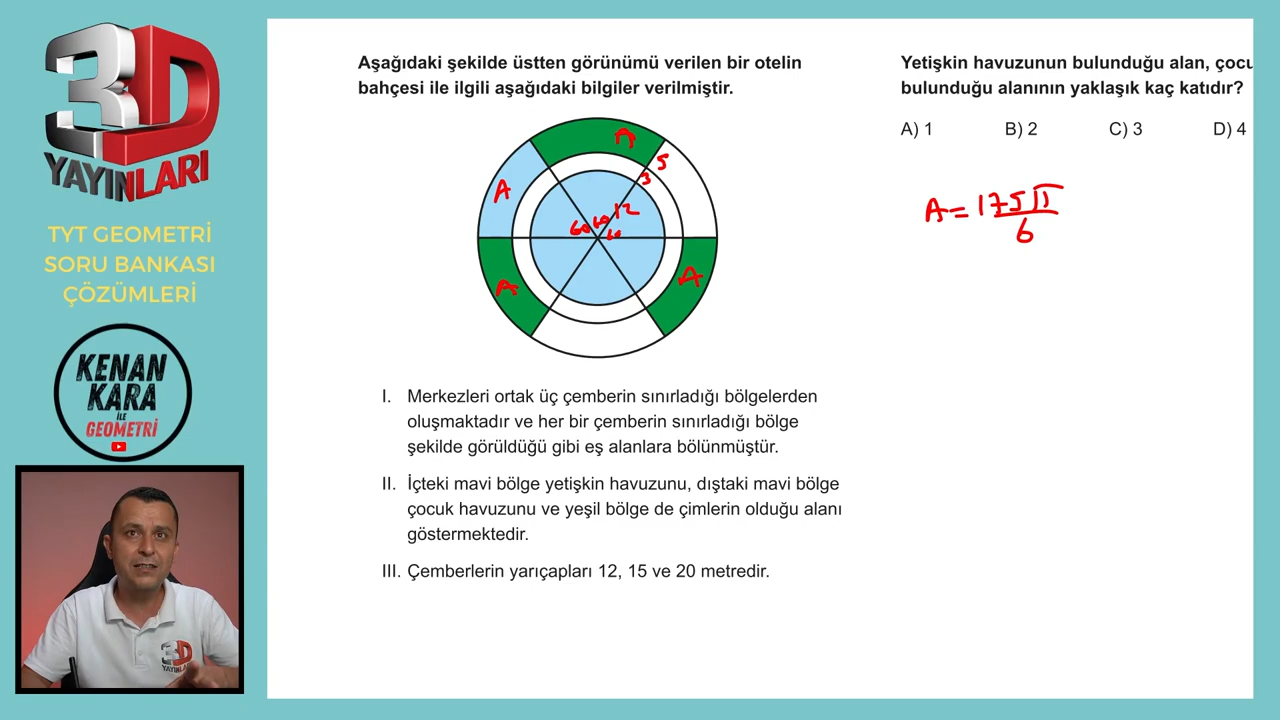 3D
YAYINLARI
TYT GEOMETRİ
SORU BANKASI
ÇÖZÜMLERİ
KENAN
KARA
İLE
GEOMETRİ
3D
YAYINLARI
Aşağıdaki şekilde üstten görünümü verilen bir otelin
bahçesi ile ilgili aşağıdaki bilgiler verilmiştir.
A
5
3
A
12
60 60
60
A
A
I. Merkezleri ortak üç çemberin sınırladığı bölgelerden
oluşmaktadır ve her bir çemberin sınırladığı bölge
şekilde görüldüğü gibi eş alanlara bölünmüştür.
II. İçteki mavi bölge yetişkin havuzunu, dıştaki mavi bölge
çocuk havuzunu ve yeşil bölge de çimlerin olduğu alanı
göstermektedir.
III. Çemberlerin yarıçapları 12, 15 ve 20 metredir.
Yetişkin havuzunun bulunduğu alan, çocu
bulunduğu alanının yaklaşık kaç katıdır?
A) 1 B) 2 C) 3 D) 4
A = 175π
6